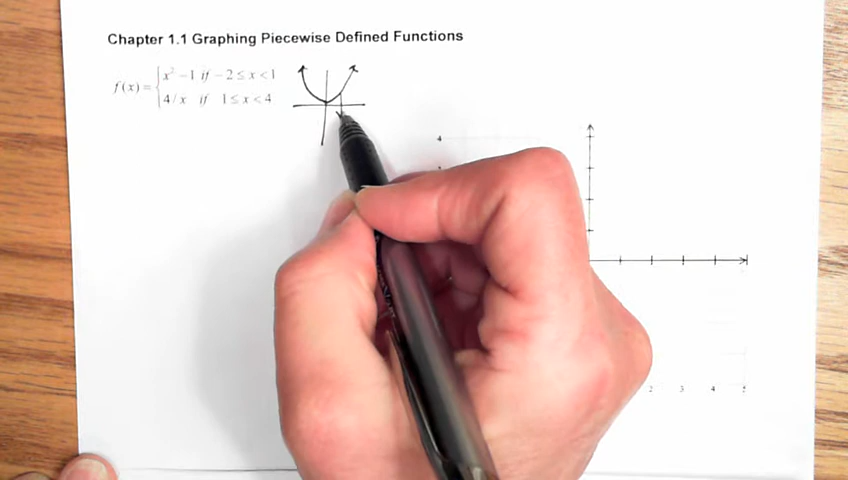 Chapter 1.1 Graphing Piecewise Defined Functions
f(x) = { x² − 1 if − 2 ≤ x < 1
4/x if 1 ≤ x < 4
4
2 3 4